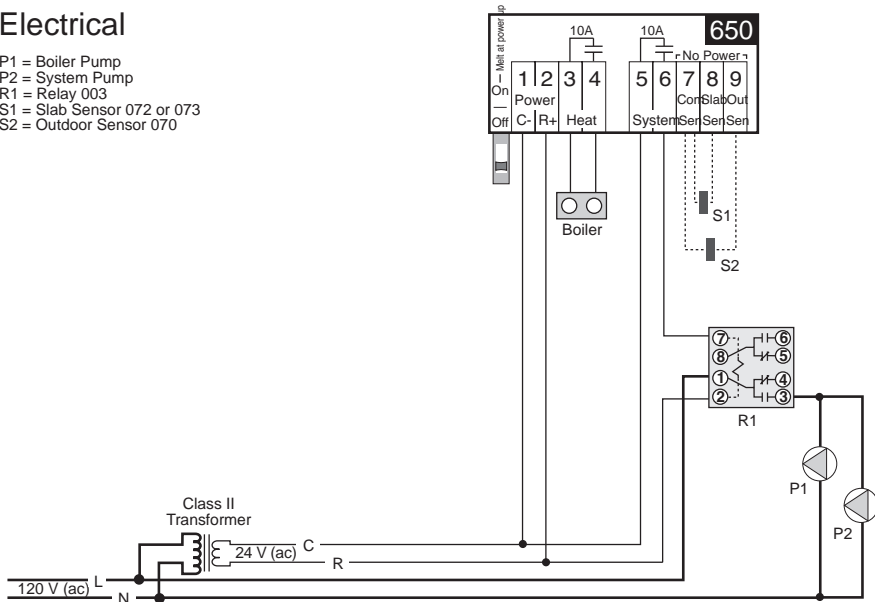 Electrical
P1 = Boiler Pump
P2 = System Pump
R1 = Relay 003
S1 = Slab Sensor 072 or 073
S2 = Outdoor Sensor 070
Melt at power up
On
Off
10A
10A
650
No Power
1 2 3 4 5 6 7 8 9
Power
Com Slab Out
C- R+ Heat System Sen Sen Sen
Boiler
S1
S2
7 6
8 5
1 4
2 3
R1
P1
P2
Class II
Transformer
24 V (ac)
C
R
120 V (ac)
L
N